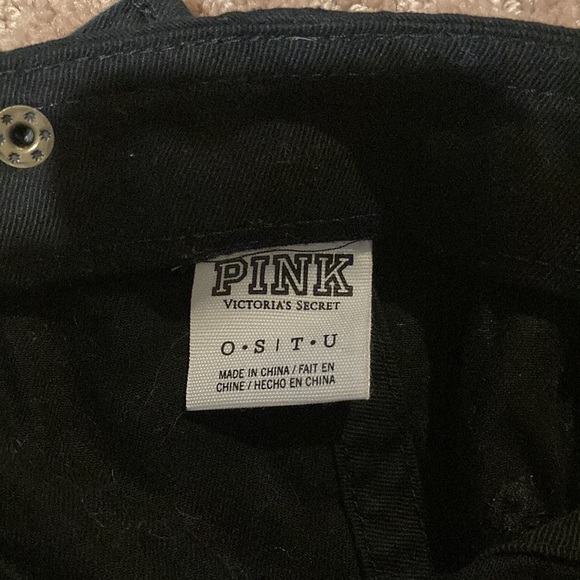 PINK
VICTORIA'S SECRET
O • S | T • U
MADE IN CHINA / FAIT EN
CHINE / HECHO EN CHINA